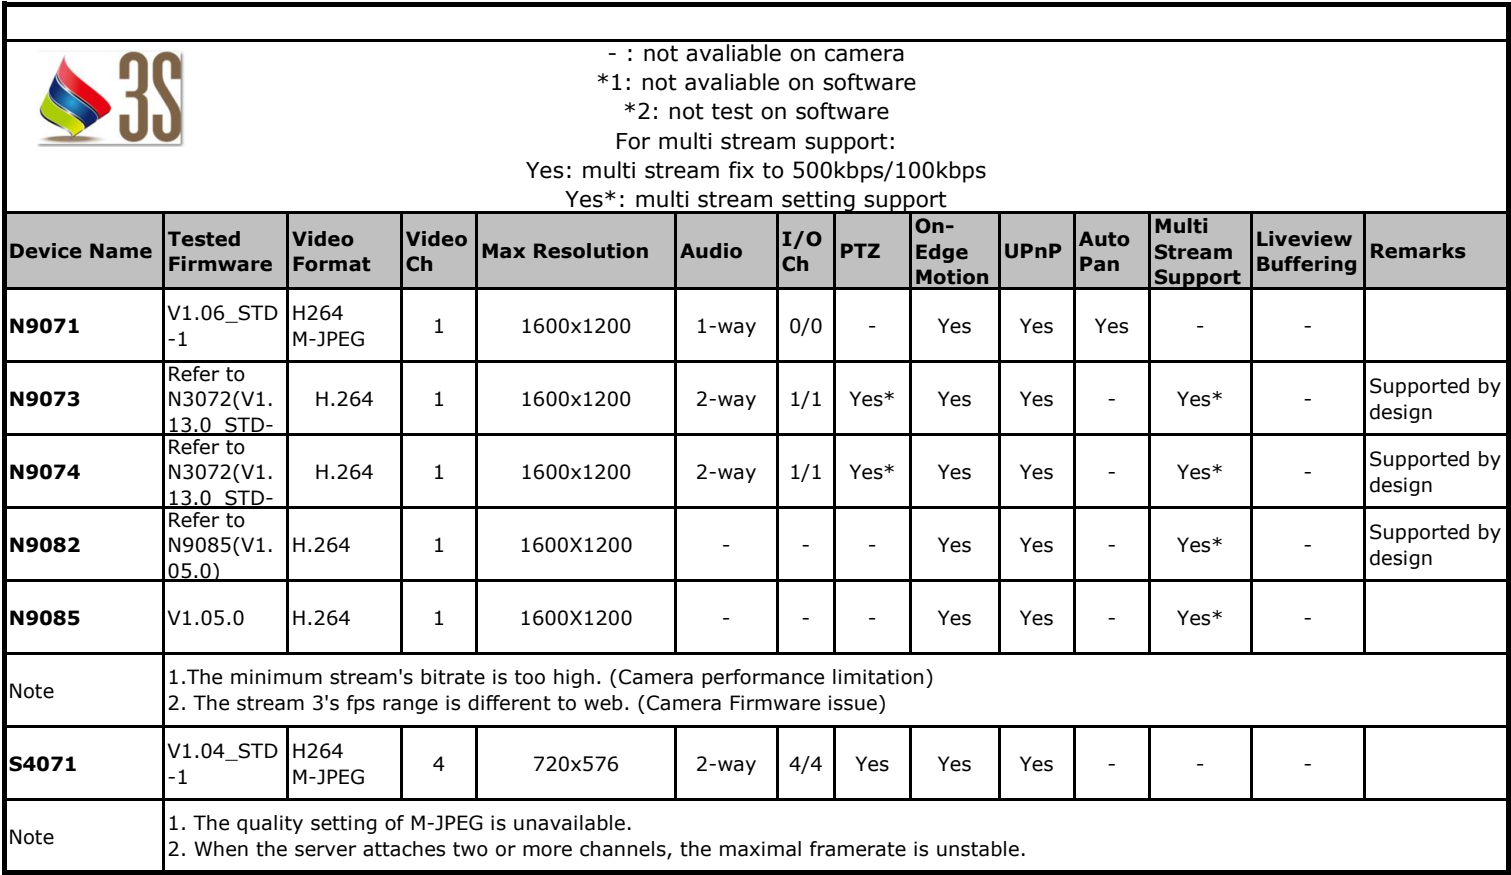 3S
- : not avaliable on camera
*1: not avaliable on software
*2: not test on software
For multi stream support:
Yes: multi stream fix to 500kbps/100kbps
Yes*: multi stream setting support
Device Name Tested Firmware Video Format Video Ch Max Resolution Audio I/O Ch PTZ On-Edge Motion UPnP Auto Pan Multi Stream Support Liveview Buffering Remarks
N9071 V1.06_STD-1 H264 M-JPEG 1 1600x1200 1-way 0/0 - Yes Yes Yes - -
N9073 Refer to N3072(V1.13.0_STD- H.264 1 1600x1200 2-way 1/1 Yes* Yes Yes - Yes* - Supported by design
N9074 Refer to N3072(V1.13.0_STD- H.264 1 1600x1200 2-way 1/1 Yes* Yes Yes - Yes* - Supported by design
N9082 Refer to N9085(V1.05.0) H.264 1 1600X1200 - - - Yes Yes - Yes* - Supported by design
N9085 V1.05.0 H.264 1 1600X1200 - - - Yes Yes - Yes* -
Note 1.The minimum stream's bitrate is too high. (Camera performance limitation)
2. The stream 3's fps range is different to web. (Camera Firmware issue)
S4071 V1.04_STD-1 H264 M-JPEG 4 720x576 2-way 4/4 Yes Yes Yes - - -
Note 1. The quality setting of M-JPEG is unavailable.
2. When the server attaches two or more channels, the maximal framerate is unstable.